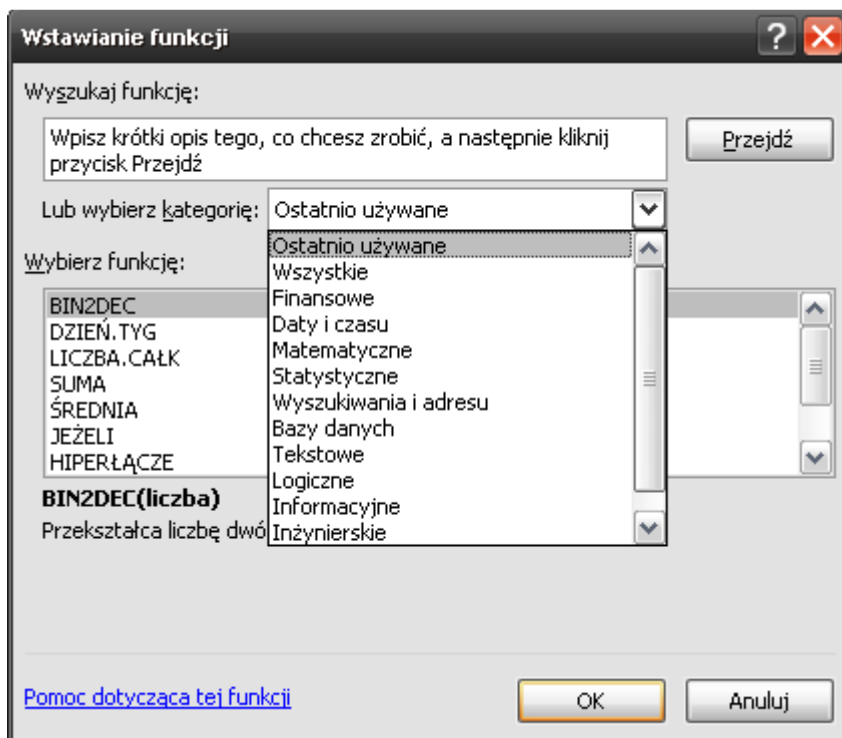 Wstawianie funkcji
Wyszukaj funkcję:
Wpisz krótki opis tego, co chcesz zrobić, a następnie kliknij
przycisk Przejdź
Przejdź
Lub wybierz kategorię:
Ostatnio używane
Ostatnio używane
Wszystkie
Finansowe
Daty i czasu
Matematyczne
Statystyczne
Wyszukiwania i adresu
Bazy danych
Tekstowe
Logiczne
Informacyjne
Inżynierskie
Wybierz funkcję:
BIN2DEC
DZIEŃ.TYG
LICZBA.CAŁK
SUMA
ŚREDNIA
JEŻELI
HIPERŁĄCZE
BIN2DEC(liczba)
Przekształca liczbę dwó
Pomoc dotycząca tej funkcji
OK
Anuluj